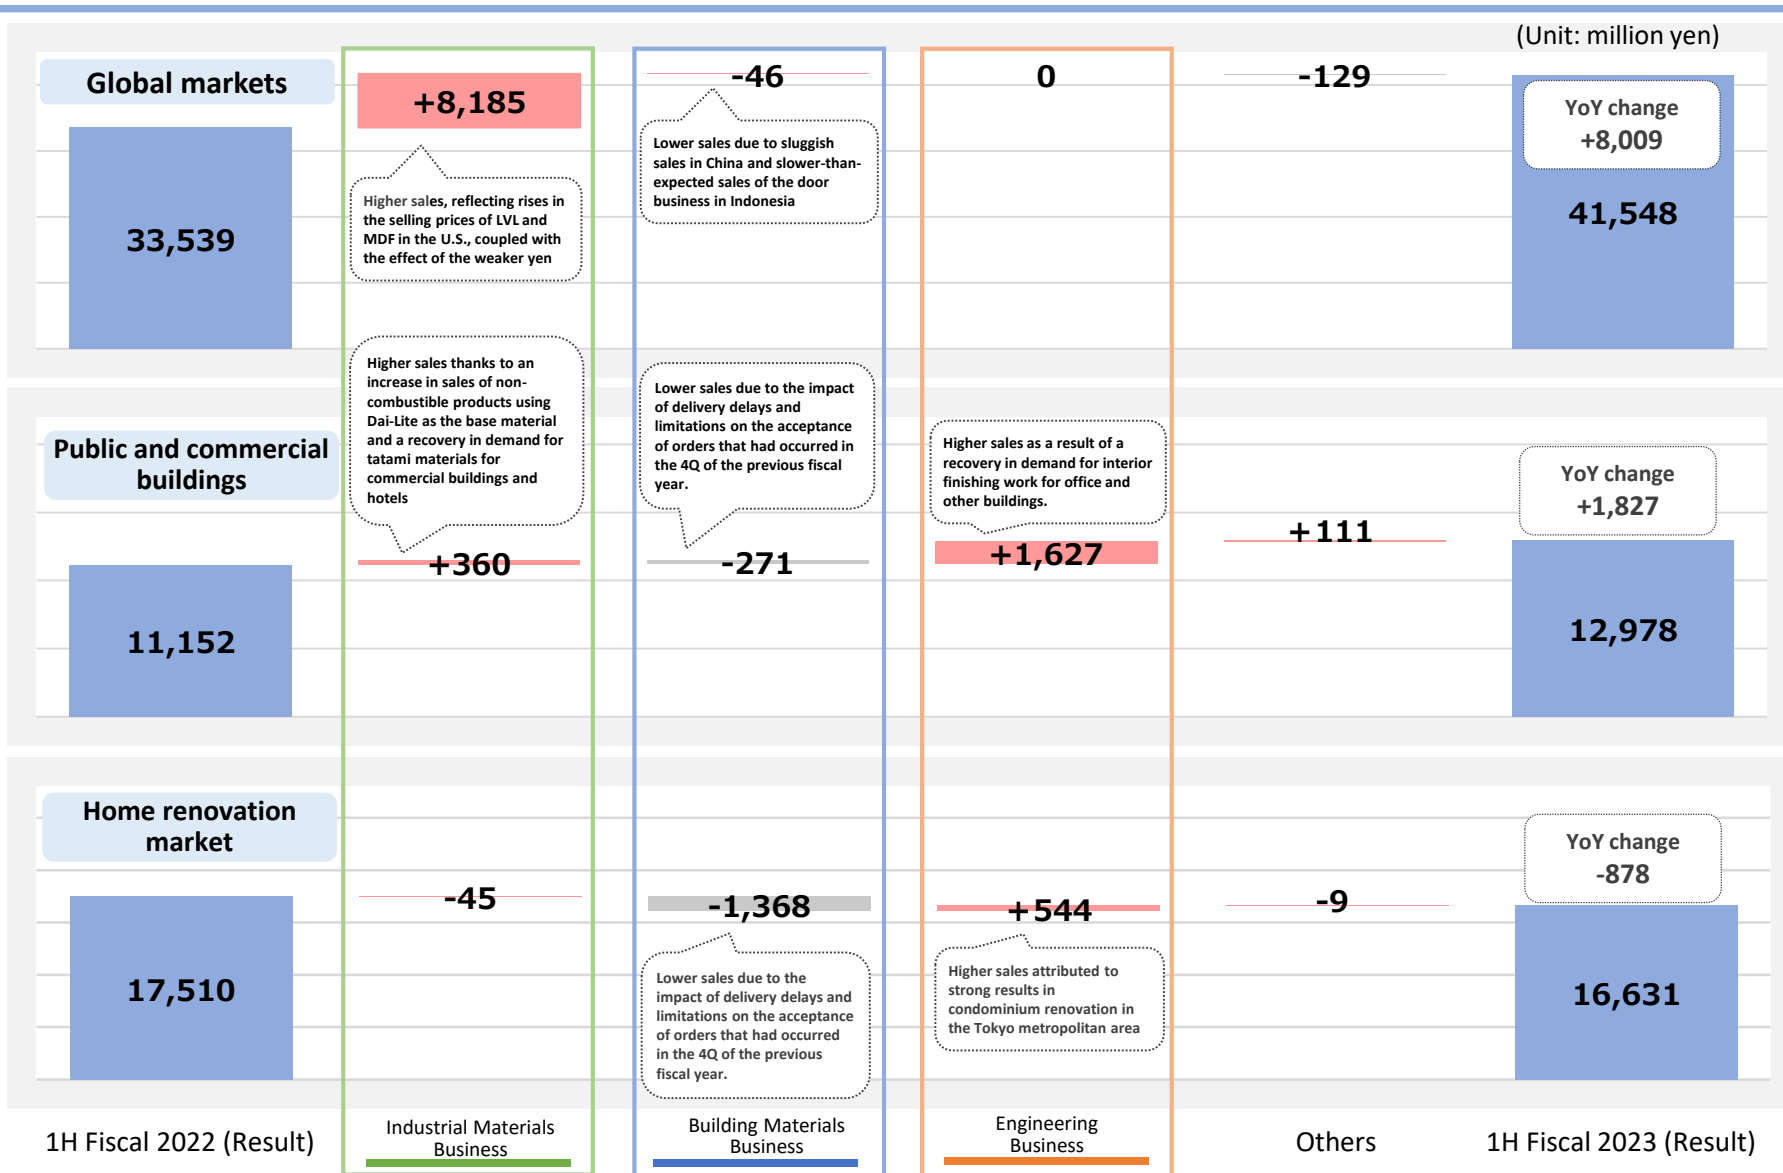 (Unit: million yen)
Global markets
33,539
+8,185
Higher sales, reflecting rises in
the selling prices of LVL and
MDF in the U.S., coupled with
the effect of the weaker yen
-46
Lower sales due to sluggish
sales in China and slower-than-
expected sales of the door
business in Indonesia
0
-129
YoY change
+8,009
41,548
Public and commercial
buildings
11,152
Higher sales thanks to an
increase in sales of non-
combustible products using
Dai-Lite as the base material
and a recovery in demand for
tatami materials for
commercial buildings and
hotels
+360
Lower sales due to the impact
of delivery delays and
limitations on the acceptance
of orders that had occurred in
the 4Q of the previous fiscal
year.
-271
Higher sales as a result of a
recovery in demand for interior
finishing work for office and
other buildings.
+1,627
+111
YoY change
+1,827
12,978
Home renovation
market
17,510
-45
-1,368
Lower sales due to the
impact of delivery delays and
limitations on the acceptance
of orders that had occurred
in the 4Q of the previous
fiscal year.
+544
Higher sales attributed to
strong results in
condominium renovation in
the Tokyo metropolitan area
-9
YoY change
-878
16,631
1H Fiscal 2022 (Result)
Industrial Materials
Business
Building Materials
Business
Engineering
Business
Others
1H Fiscal 2023 (Result)